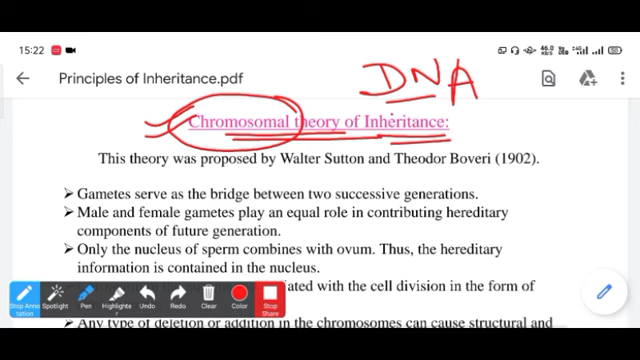 15:22
Principles of Inheritance.pdf
DNA
Chromosomal theory of Inheritance:
This theory was proposed by Walter Sutton and Theodor Boveri (1902).
➤ Gametes serve as the bridge between two successive generations.
➤ Male and female gametes play an equal role in contributing hereditary
components of future generation.
➤ Only the nucleus of sperm combines with ovum. Thus, the hereditary
information is contained in the nucleus.
with the cell division in the form of
Stop Annotation Spotlight Pen Highlighter Undo Redo Clear Color Stop Share
➤ Any type of deletion or addition in the chromosomes can cause structural and